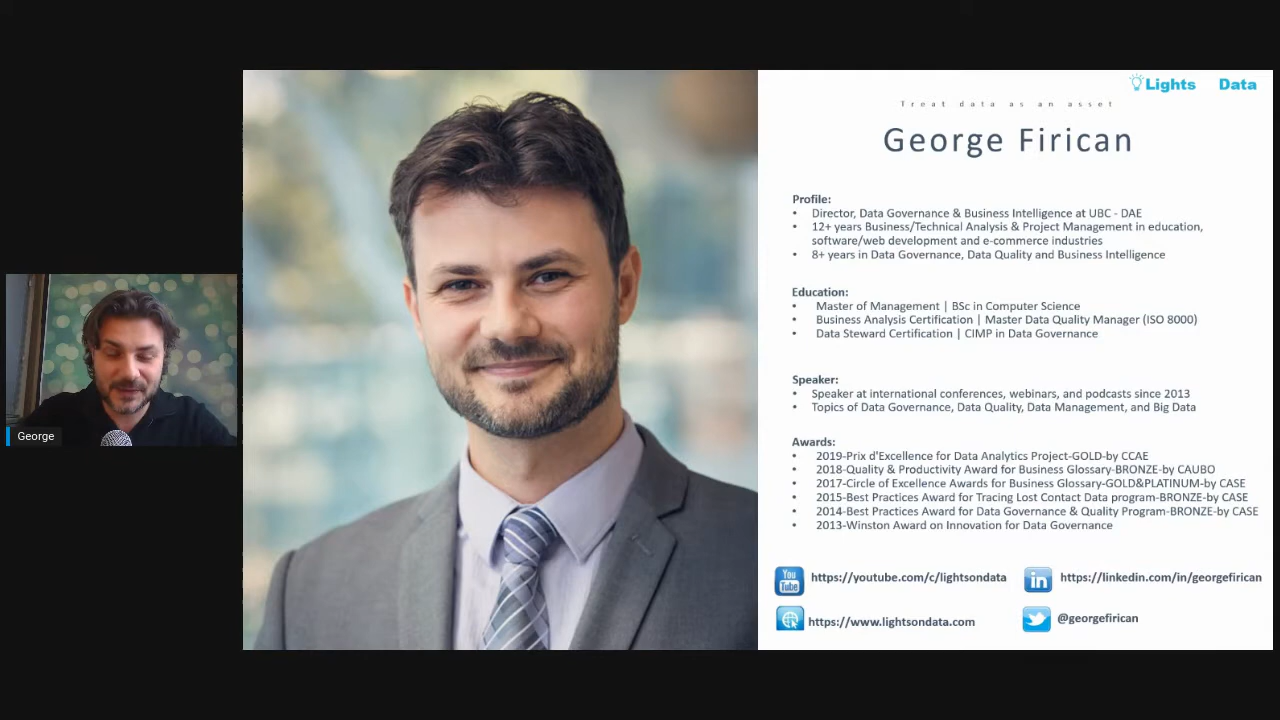 Lights Data
Treat data as an asset
George Firican
Profile:
• Director, Data Governance & Business Intelligence at UBC - DAE
• 12+ years Business/Technical Analysis & Project Management in education,
software/web development and e-commerce industries
• 8+ years in Data Governance, Data Quality and Business Intelligence
Education:
• Master of Management | BSc in Computer Science
• Business Analysis Certification | Master Data Quality Manager (ISO 8000)
• Data Steward Certification | CIMP in Data Governance
Speaker:
• Speaker at international conferences, webinars, and podcasts since 2013
• Topics of Data Governance, Data Quality, Data Management, and Big Data
Awards:
• 2019-Prix d'Excellence for Data Analytics Project-GOLD-by CCAE
• 2018-Quality & Productivity Award for Business Glossary-BRONZE-by CAUBO
• 2017-Circle of Excellence Awards for Business Glossary-GOLD&PLATINUM-by CASE
• 2015-Best Practices Award for Tracing Lost Contact Data program-BRONZE-by CASE
• 2014-Best Practices Award for Data Governance & Quality Program-BRONZE-by CASE
• 2013-Winston Award on Innovation for Data Governance
You Tube https://youtube.com/c/lightsondata
in https://linkedin.com/in/georgefirican
https://www.lightsondata.com
@georgefirican
George